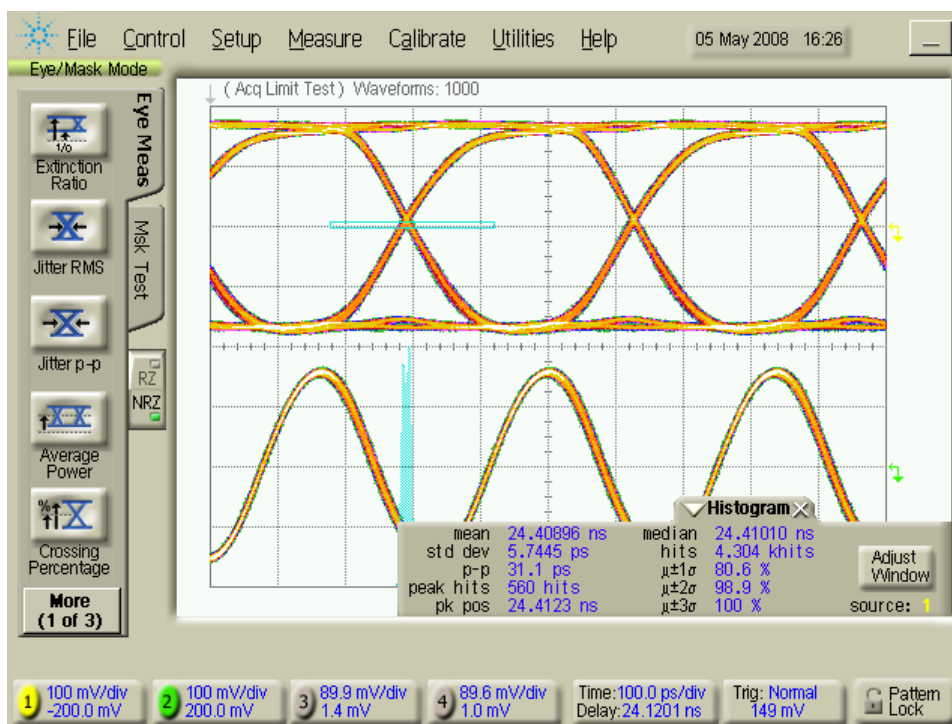 File Control Setup Measure Calibrate Utilities Help 05 May 2008 16:26
Eye/Mask Mode
( Acq Limit Test ) Waveforms: 1000
Eye Meas
Msk Test
1/0
Extinction
Ratio
Jitter RMS
Jitter p-p
RZ
NRZ
Average
Power
%
Crossing
Percentage
More
(1 of 3)
Histogram
mean 24.40896 ns median 24.41010 ns
std dev 5.7445 ps hits 4.304 khits
p-p 31.1 ps μ±1σ 80.6 %
peak hits 560 hits μ±2σ 98.9 %
pk pos 24.4123 ns μ±3σ 100 %
Adjust
Window
source: 1
1 100 mV/div
-200.0 mV
2 100 mV/div
200.0 mV
3 89.9 mV/div
1.4 mV
4 89.6 mV/div
1.0 mV
Time:100.0 ps/div
Delay:24.1201 ns
Trig: Normal
149 mV
Pattern
Lock